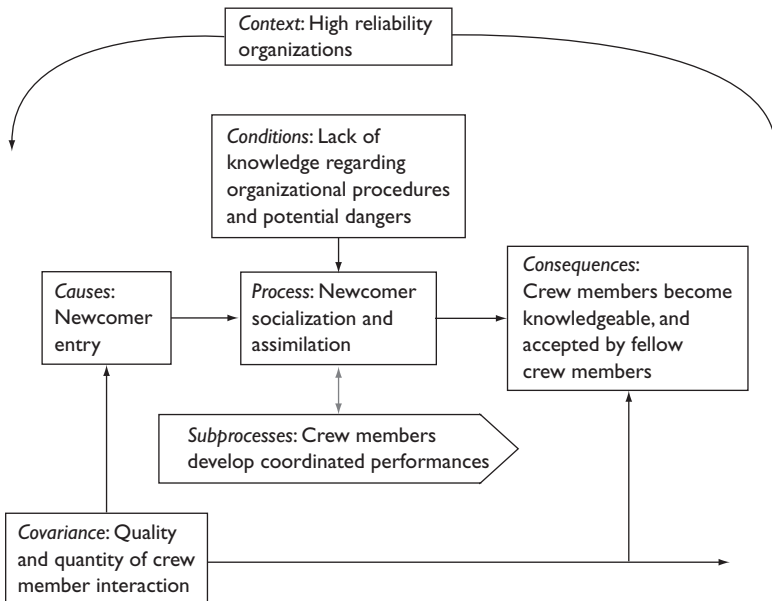 Context: High reliability
organizations
Conditions: Lack of
knowledge regarding
organizational procedures
and potential dangers
Causes:
Newcomer
entry
Process: Newcomer
socialization and
assimilation
Consequences:
Crew members become
knowledgeable, and
accepted by fellow
crew members
Subprocesses: Crew members
develop coordinated performances
Covariance: Quality
and quantity of crew
member interaction